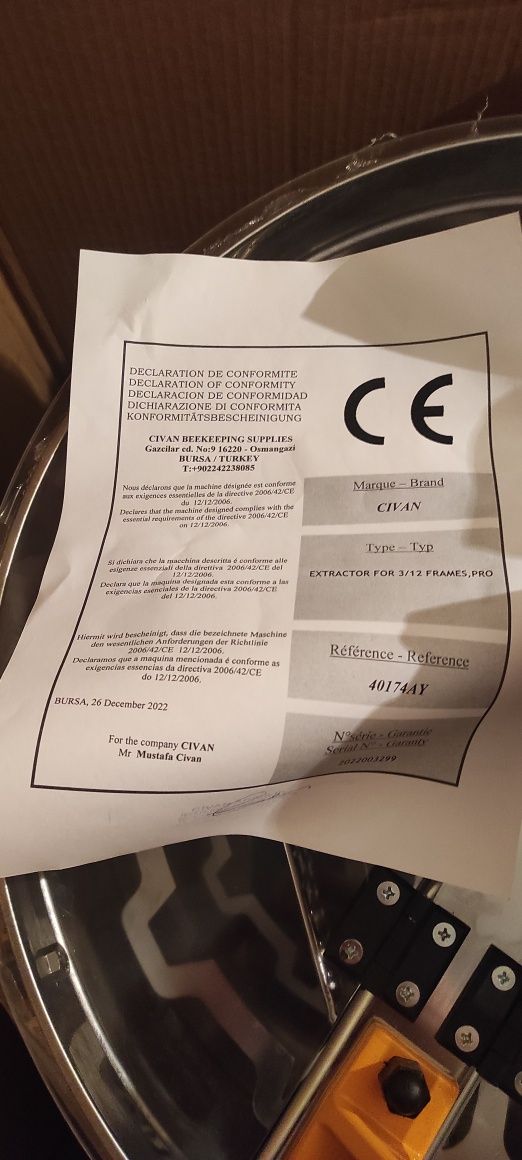 DECLARATION DE CONFORMITE
DECLARATION OF CONFORMITY
DECLARACION DE CONFORMIDAD
DICHIARAZIONE DI CONFORMITA
KONFORMITÄTSBESCHEINIGUNG
CE
CIVAN BEEKEEPING SUPPLIES
Gazcilar cd. No:9 16220 - Osmangazi
BURSA / TURKEY
T:+902242238085
Nous déclarons que la machine désignée est conforme
aux exigences essentielles de la directive 2006/42/CE
du 12/12/2006.
Declares that the machine designed complies with the
essential requirements of the directive 2006/42/CE
on 12/12/2006.
Marque – Brand
CIVAN
Type – Typ
EXTRACTOR FOR 3/12 FRAMES,PRO
Si dichiara che la macchina descritta é conforme alle
esigenze essenziali della direttiva 2006/42/CE del
12/12/2006.
Declara que la maquina designada esta conforme a las
exigencias esenciales de la directiva 2006/42/CE
del 12/12/2006.
Hiermit wird bescheinigt, dass die bezeichnete Maschine
den wesentlichen Anforderungen der Richtlinie
2006/42/CE 12/12/2006.
Declaramos que a maquina mencionada é conforme as
exigencias essencias da directiva 2006/42/CE
do 12/12/2006.
Référence - Reference
40174AY
BURSA, 26 December 2022
For the company CIVAN
Mr Mustafa Civan
N°série - Garantie
Serial N° - Garanty
2022003299